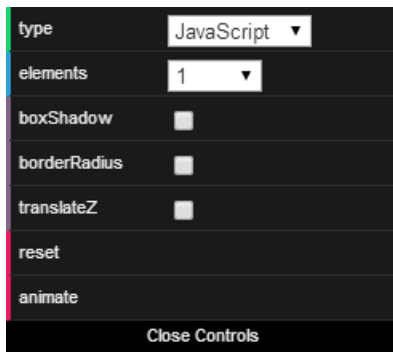 type JavaScript
elements 1
boxShadow
borderRadius
translateZ
reset
animate
Close Controls